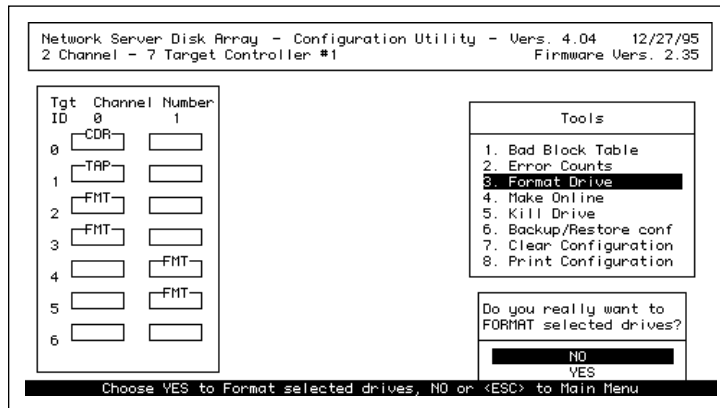 Network Server Disk Array - Configuration Utility - Vers. 4.04 12/27/95
2 Channel - 7 Target Controller #1 Firmware Vers. 2.35
Tgt Channel Number
ID 0 1
0 CDR
1 TAP
2 FMT
3 FMT
4 FMT
5 FMT
6
Tools
1. Bad Block Table
2. Error Counts
3. Format Drive
4. Make Online
5. Kill Drive
6. Backup/Restore conf
7. Clear Configuration
8. Print Configuration
Do you really want to
FORMAT selected drives?
NO
YES
Choose YES to Format selected drives, NO or <ESC> to Main Menu